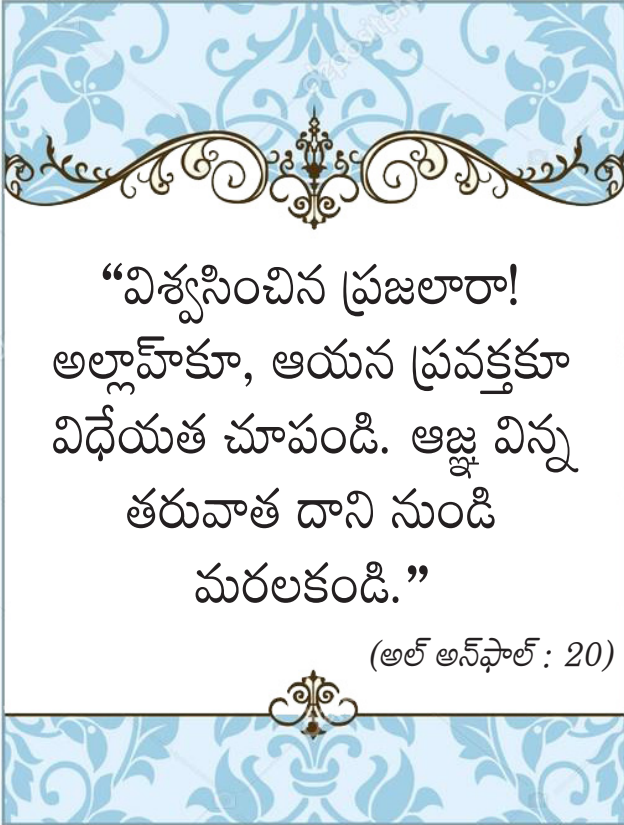 “విశ్వసించిన ప్రజలారా!
అల్లాహ్‌కూ, ఆయన ప్రవక్తకూ
విధేయత చూపండి. ఆజ్ఞ విన్న
తరువాత దాని నుండి
మరలకండి.”
(అల్ అన్‌ఫాల్ : 20)